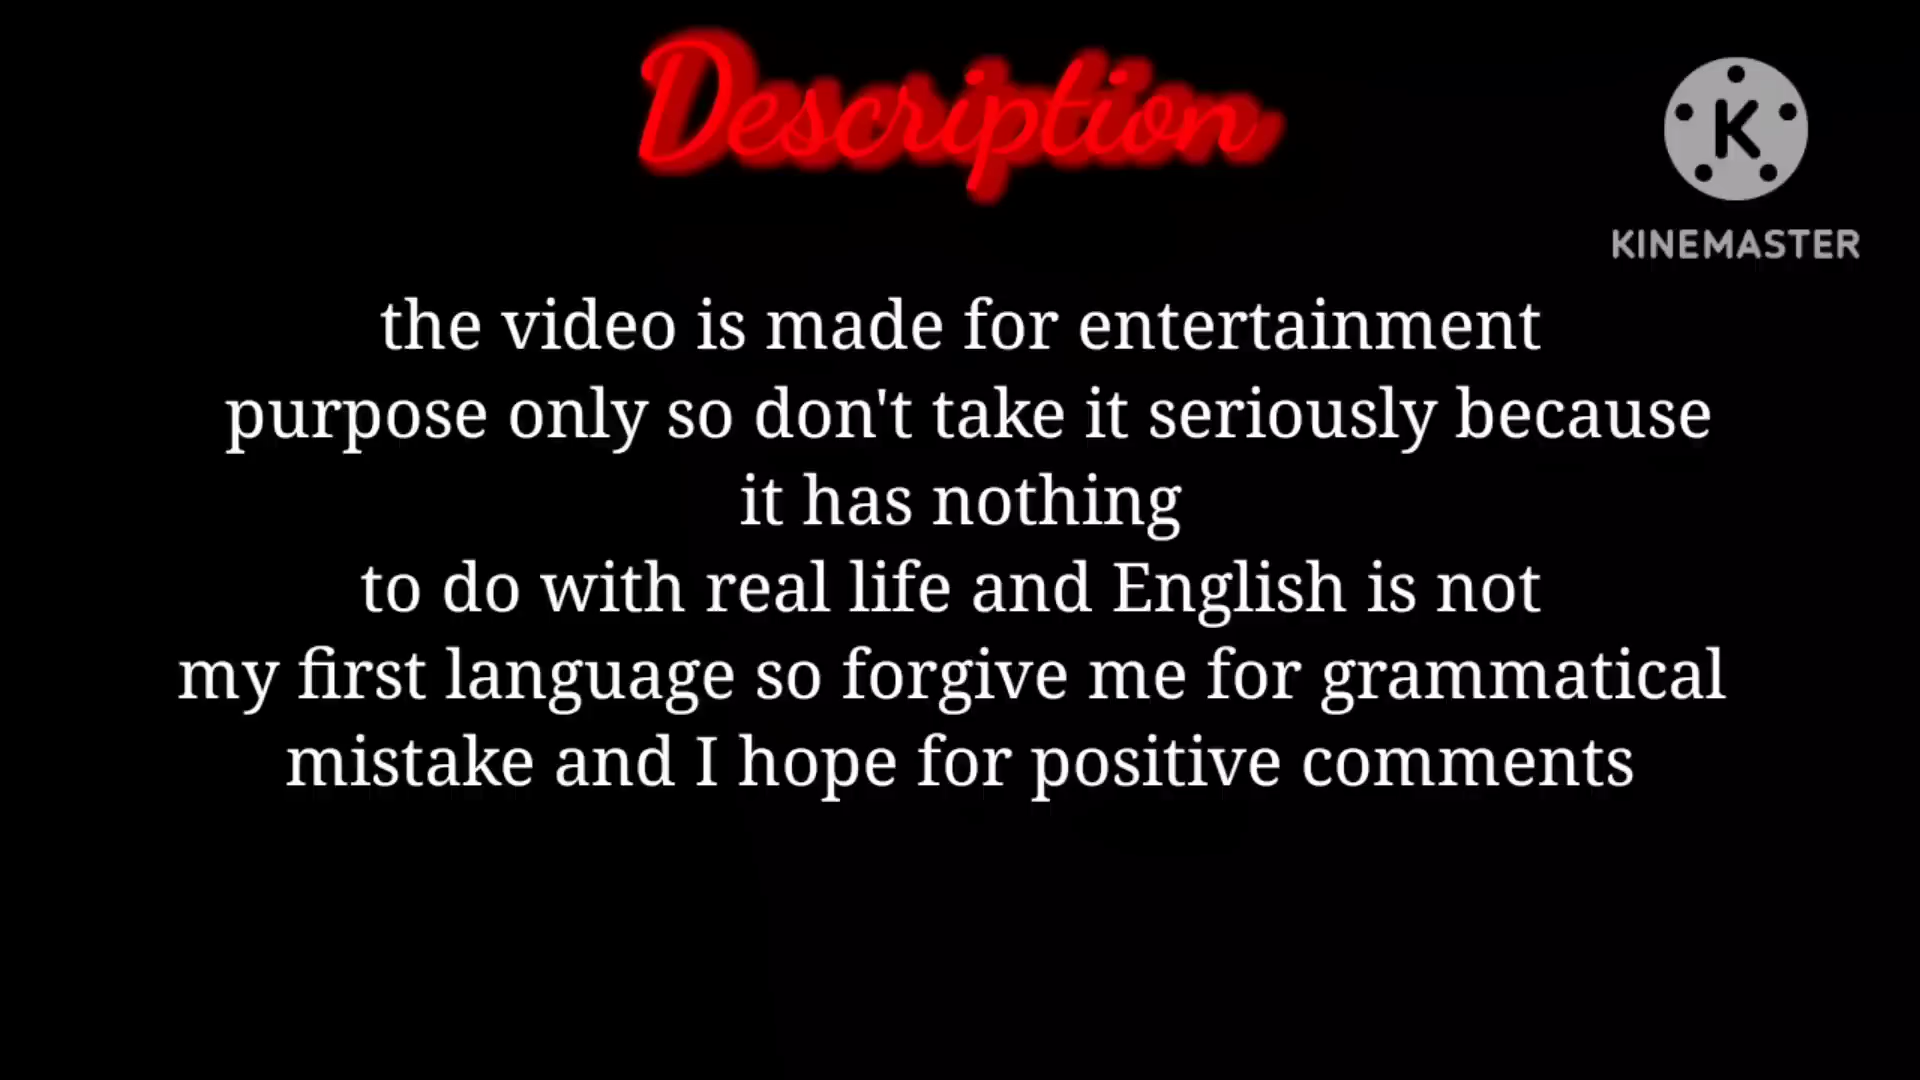 Description
K
KINEMASTER
the video is made for entertainment
purpose only so don't take it seriously because
it has nothing
to do with real life and English is not
my first language so forgive me for grammatical
mistake and I hope for positive comments